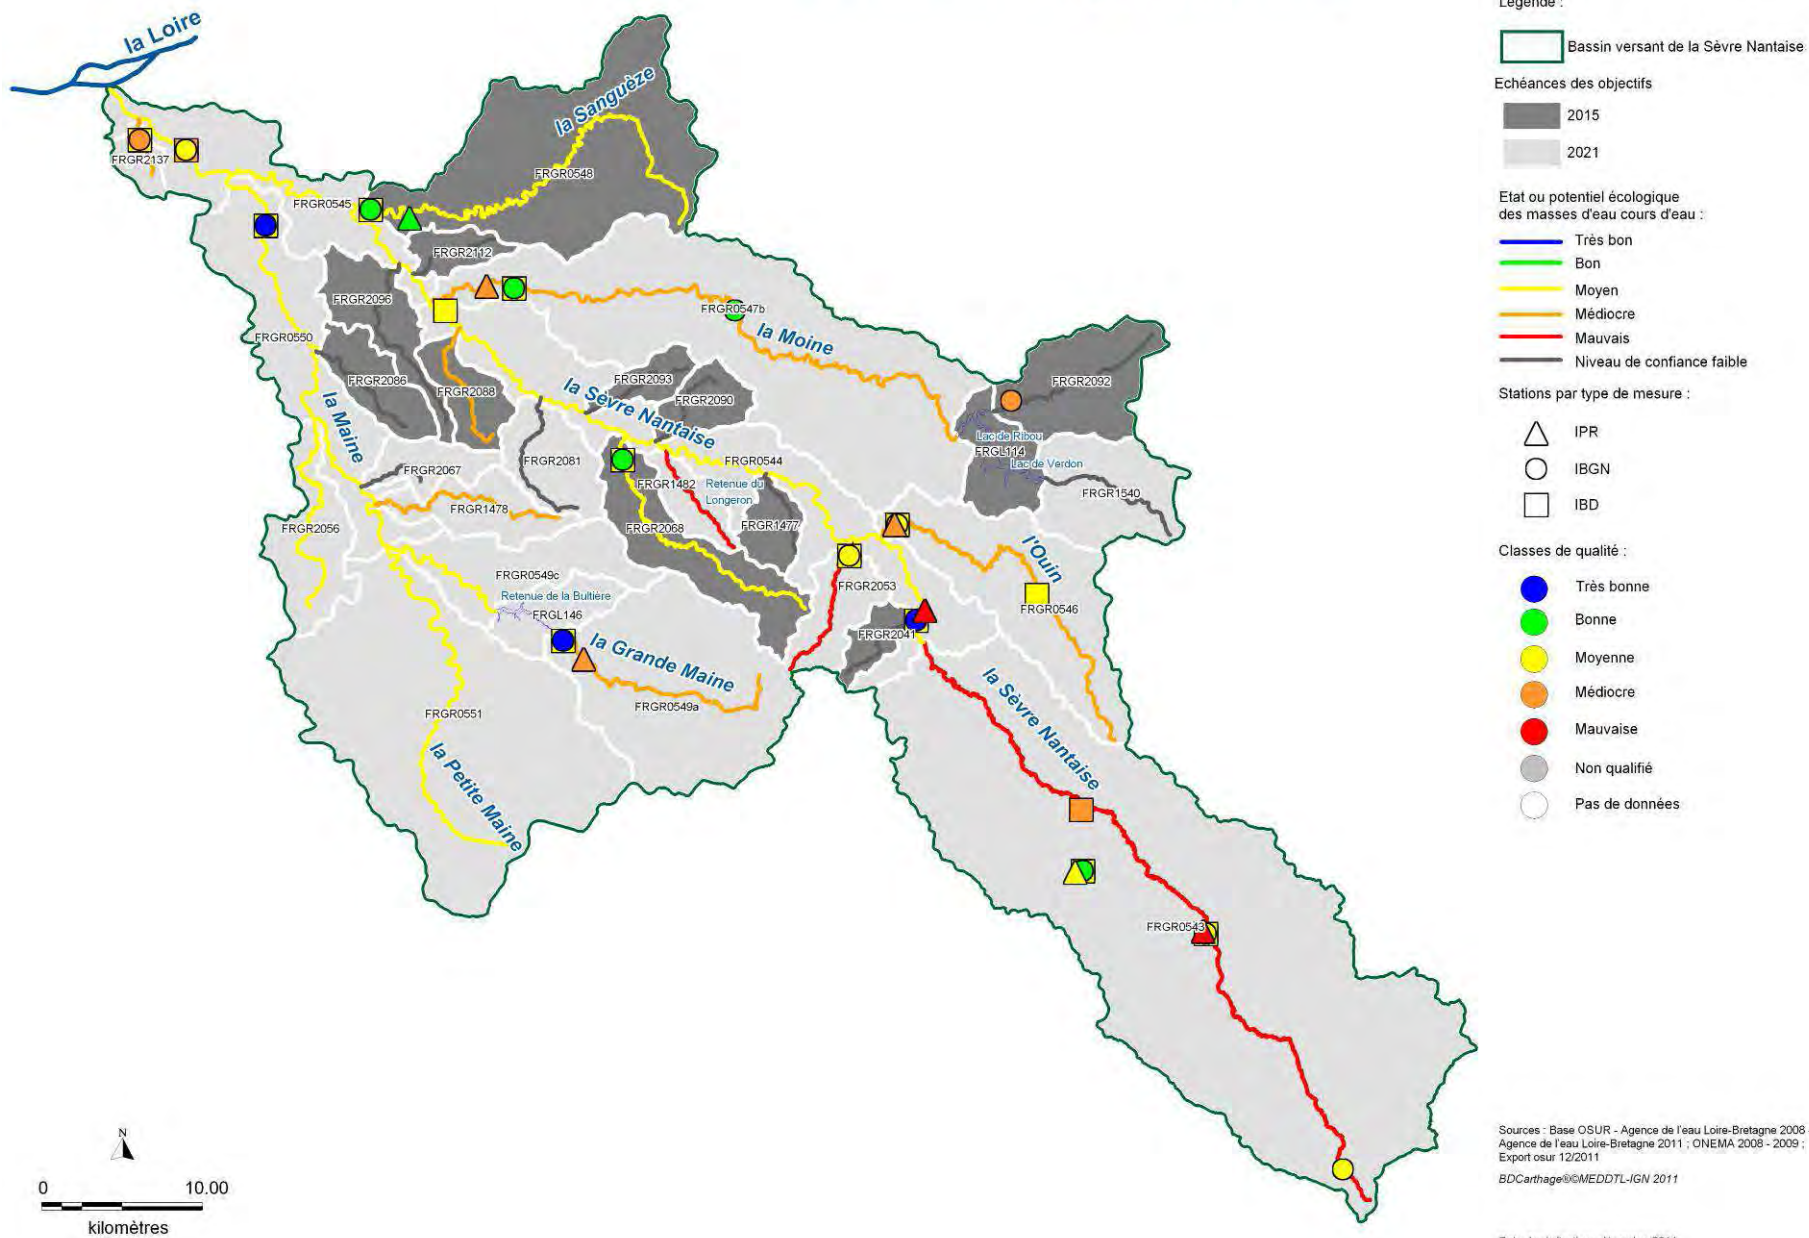 Légende :
Bassin versant de la Sèvre Nantaise
Echéances des objectifs
2015
2021
Etat ou potentiel écologique
des masses d'eau cours d'eau :
Très bon
Bon
Moyen
Médiocre
Mauvais
Niveau de confiance faible
Stations par type de mesure :
IPR
IBGN
IBD
Classes de qualité :
Très bonne
Bonne
Moyenne
Médiocre
Mauvaise
Non qualifié
Pas de données
Sources : Base OSUR - Agence de l'eau Loire-Bretagne 2008
Agence de l'eau Loire-Bretagne 2011 ; ONEMA 2008 - 2009 ;
Export osur 12/2011
BDCarthage®©MEDDTL-IGN 2011
la Loire
la Sanguèze
FRGR2137
FRGR0548
FRGR0545
FRGR2112
FRGR2096
FRGR0547b
la Moine
FRGR0550
FRGR2086
FRGR2088
FRGR2093
FRGR2090
FRGR2092
la Sèvre Nantaise
la Maine
Lac de Ribou
FRGL114
Lac de Verdon
FRGR2067
FRGR2081
FRGR0544
FRGR1482
Retenue du
Longeron
FRGR1540
FRGR1478
FRGR2056
FRGR2068
FRGR1477
l'Ouin
FRGR0549c
Retenue de la Bultière
FRGL146
FRGR2053
FRGR0546
FRGR2041
la Grande Maine
FRGR0549a
la Sèvre Nantaise
FRGR0551
la Petite Maine
FRGR0543
N
0 10.00
kilomètres